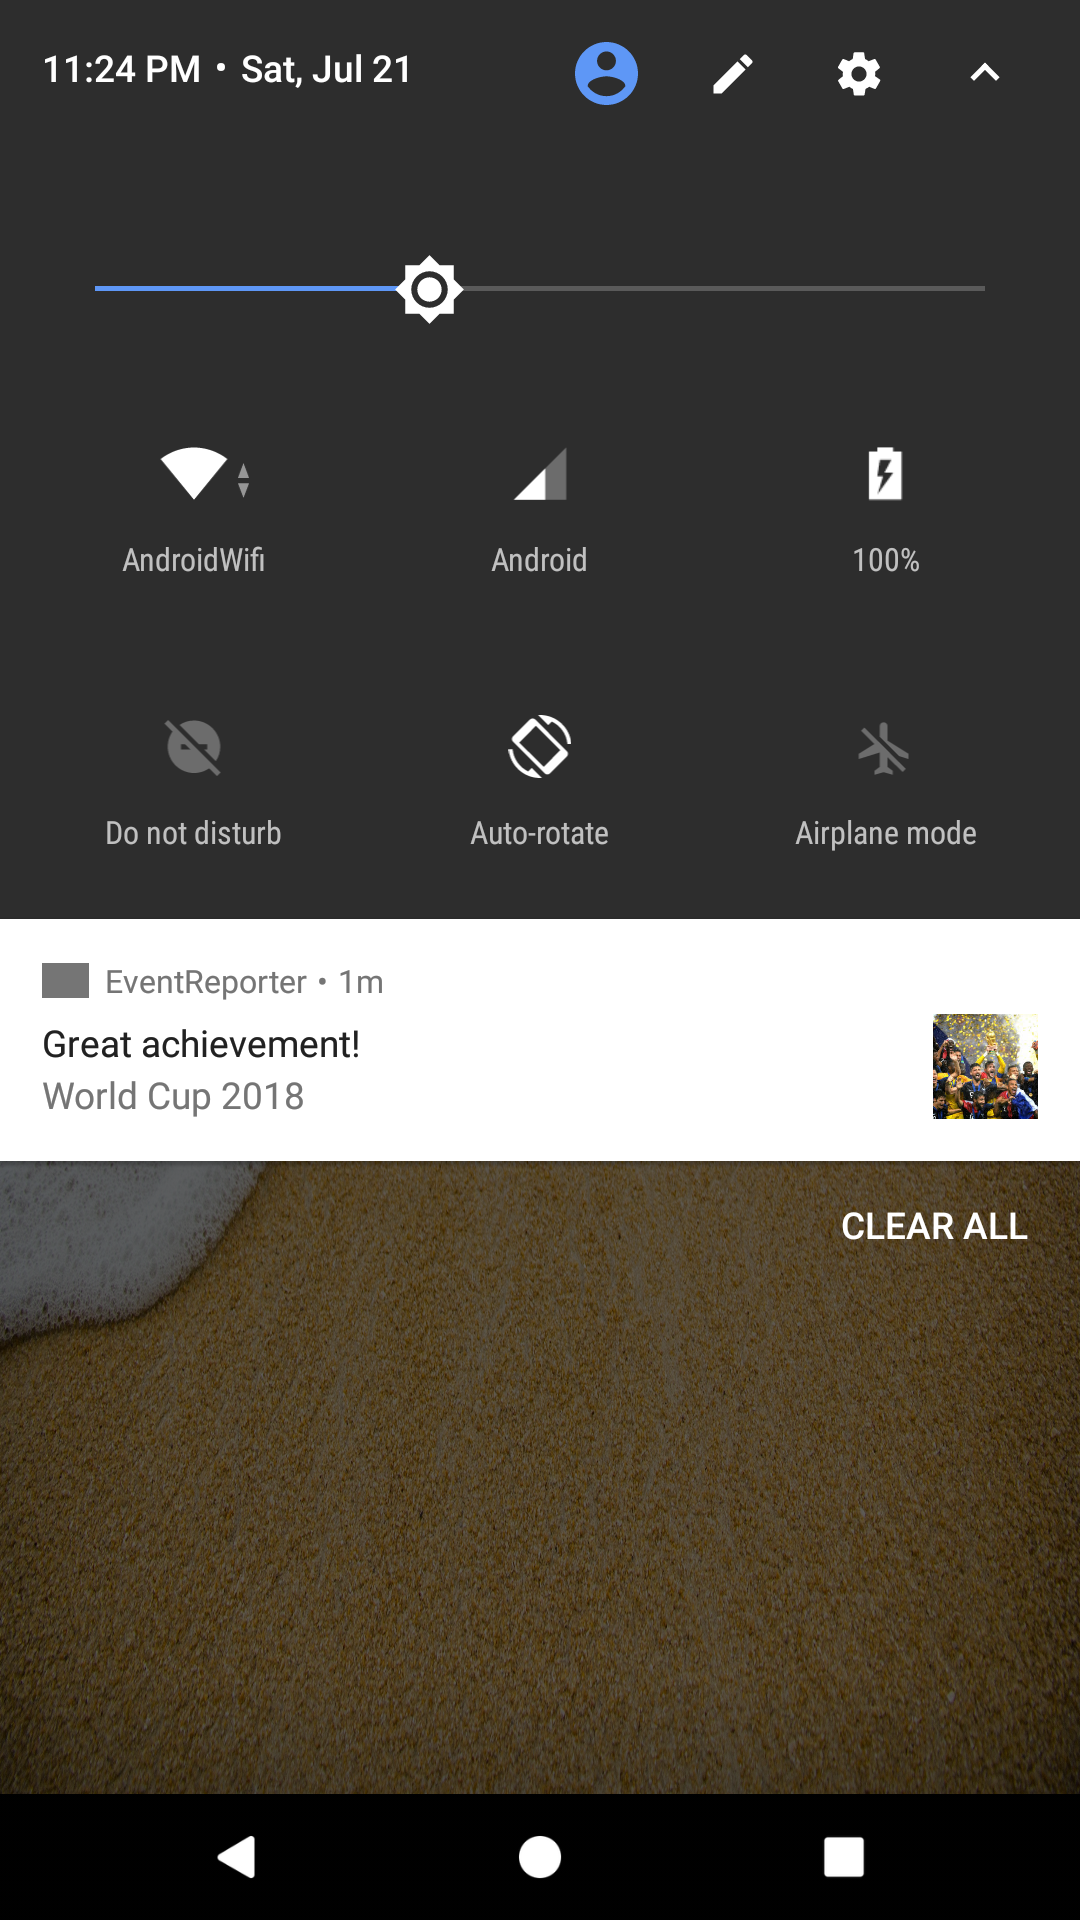 11:24 PM • Sat, Jul 21
AndroidWifi
Android
100%
Do not disturb
Auto-rotate
Airplane mode
EventReporter • 1m
Great achievement!
World Cup 2018
CLEAR ALL